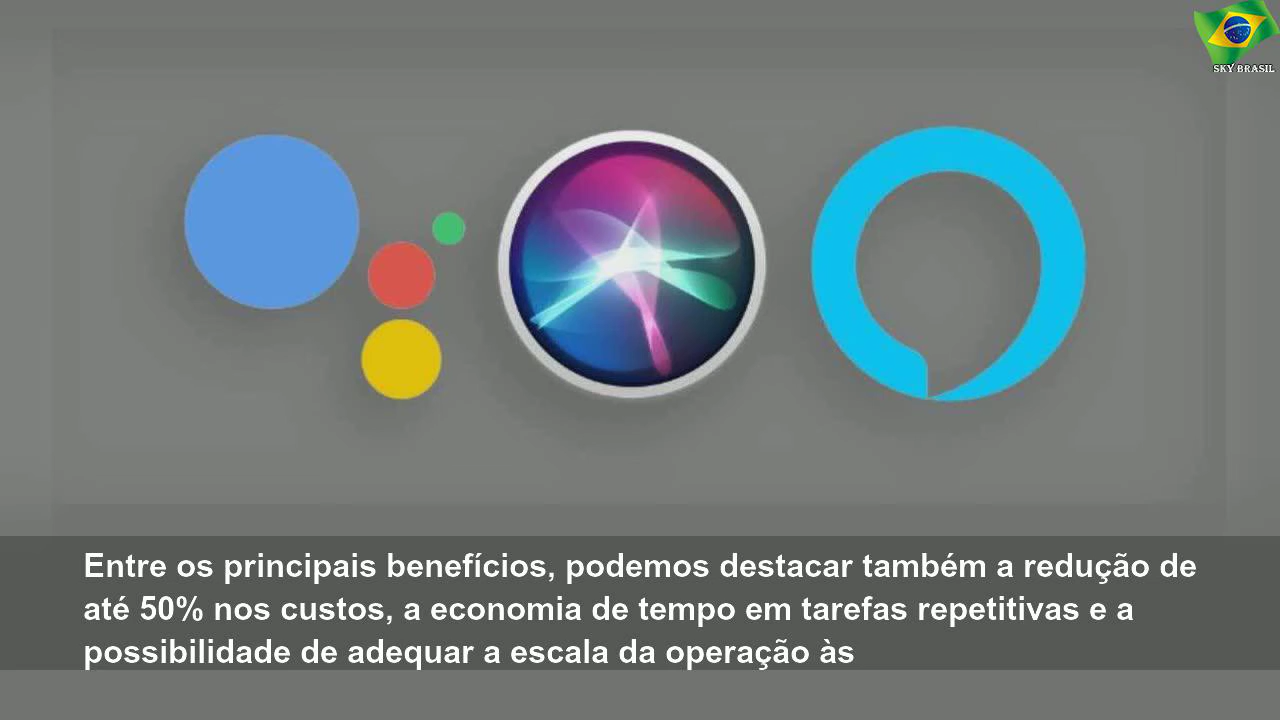 SKY BRASIL
Entre os principais benefícios, podemos destacar também a redução de
até 50% nos custos, a economia de tempo em tarefas repetitivas e a
possibilidade de adequar a escala da operação às